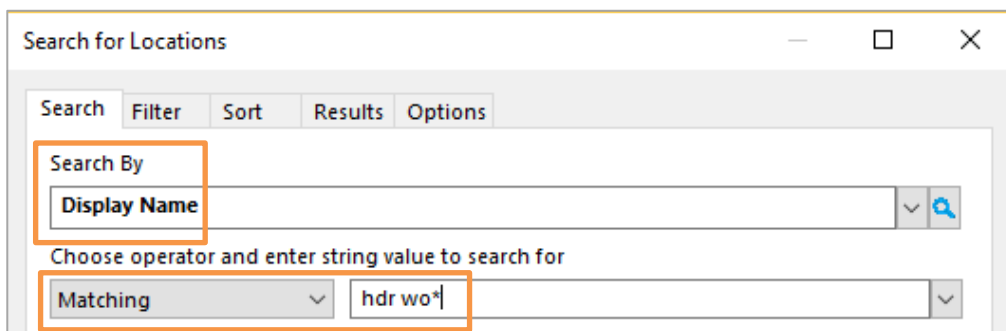 Search for Locations
Search Filter Sort Results Options
Search By
Display Name
Choose operator and enter string value to search for
Matching hdr wo*